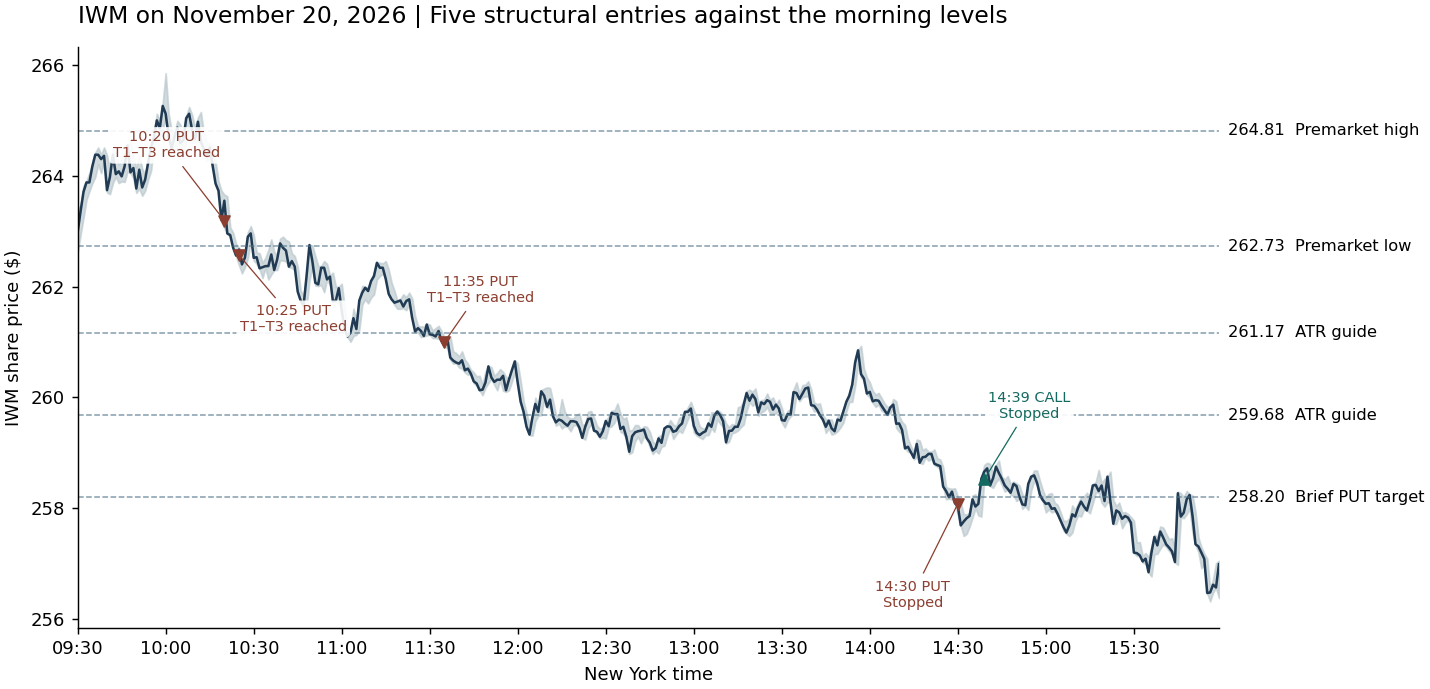 IWM on November 20, 2026 | Five structural entries against the morning levels
IWM share price ($)
266
264
262
260
258
256
10:20 PUT
T1–T3 reached
10:25 PUT
T1–T3 reached
11:35 PUT
T1–T3 reached
14:39 CALL
Stopped
14:30 PUT
Stopped
264.81 Premarket high
262.73 Premarket low
261.17 ATR guide
259.68 ATR guide
258.20 Brief PUT target
09:30 10:00 10:30 11:00 11:30 12:00 12:30 13:00 13:30 14:00 14:30 15:00 15:30
New York time